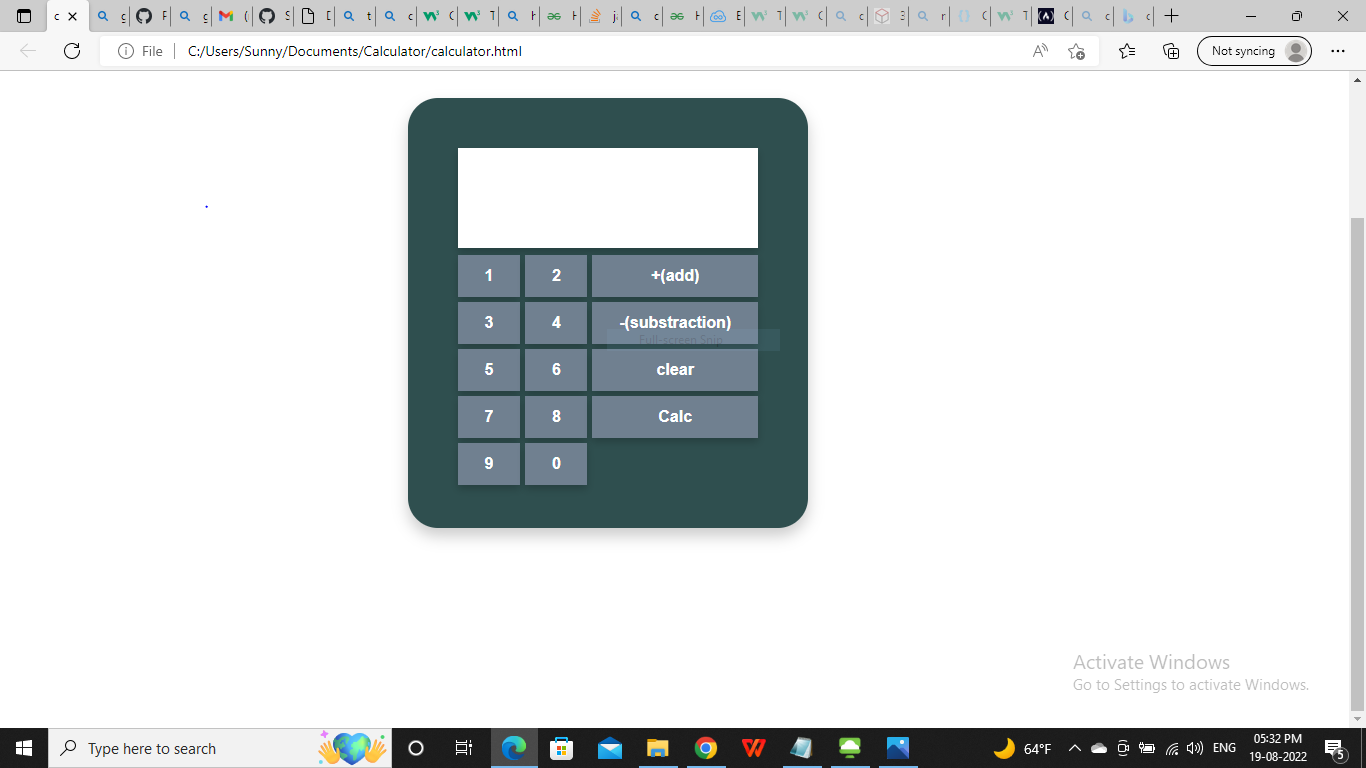 File
C:/Users/Sunny/Documents/Calculator/calculator.html
Not syncing
1 2 +(add)
3 4 -(substraction)
Full-screen Snip
5 6 clear
7 8 Calc
9 0
Activate Windows
Go to Settings to activate Windows.
Type here to search
64°F
ENG
05:32 PM
19-08-2022
5